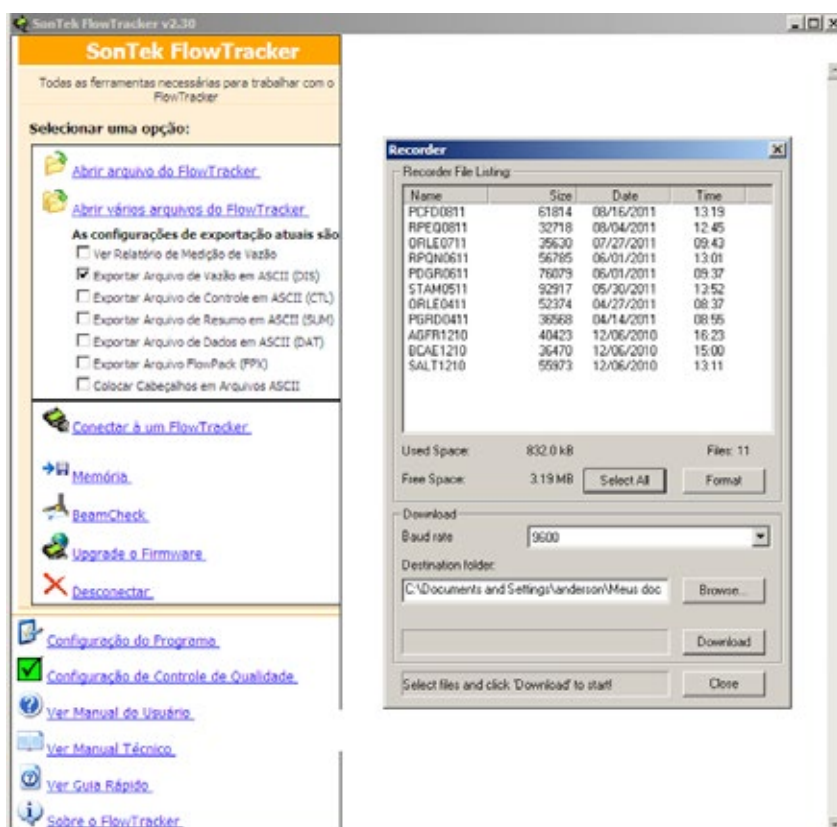 SonTek FlowTracker v2.30
SonTek FlowTracker
Todas as ferramentas necessárias para trabalhar com o
FlowTracker
Selecionar uma opção:
Abrir arquivo do FlowTracker
Abrir vários arquivos do FlowTracker
As configurações de exportação atuais são
Ver Relatório de Medição de Vazão
Exportar Arquivo de Vazão em ASCII (DIS)
Exportar Arquivo de Controle em ASCII (CTL)
Exportar Arquivo de Resumo em ASCII (SUM)
Exportar Arquivo de Dados em ASCII (DAT)
Exportar Arquivo FlowPack (FPX)
Colocar Cabeçalhos em Arquivos ASCII
Conectar à um FlowTracker
Memória
BeamCheck
Upgrade o Firmware
Desconectar
Configuração do Programa
Configuração de Controle de Qualidade
Ver Manual do Usuário
Ver Manual Técnico
Ver Guia Rápido
Sobre o FlowTracker
Recorder
Recorder File Listing:
Name Size Date Time
PCFD0811 61814 08/16/2011 13:19
RPEQ0811 32718 08/04/2011 12:45
ORLE0711 35630 07/27/2011 09:43
RPQN0611 56785 06/01/2011 13:01
PDGR0611 76079 06/01/2011 09:37
STAM0511 92917 05/30/2011 13:52
ORLE0411 52374 04/27/2011 08:37
PGRD0411 36568 04/14/2011 08:55
AGFR1210 40423 12/06/2010 16:23
BCAE1210 36470 12/06/2010 15:00
SALT1210 55973 12/06/2010 13:11
Used Space: 832.0 kB Files: 11
Free Space: 3.19 MB Select All Format
Download
Baud rate 9600
Destination folder:
C:\Documents and Settings\anderson\Meus doc Browse...
Download
Select files and click 'Download' to start! Close